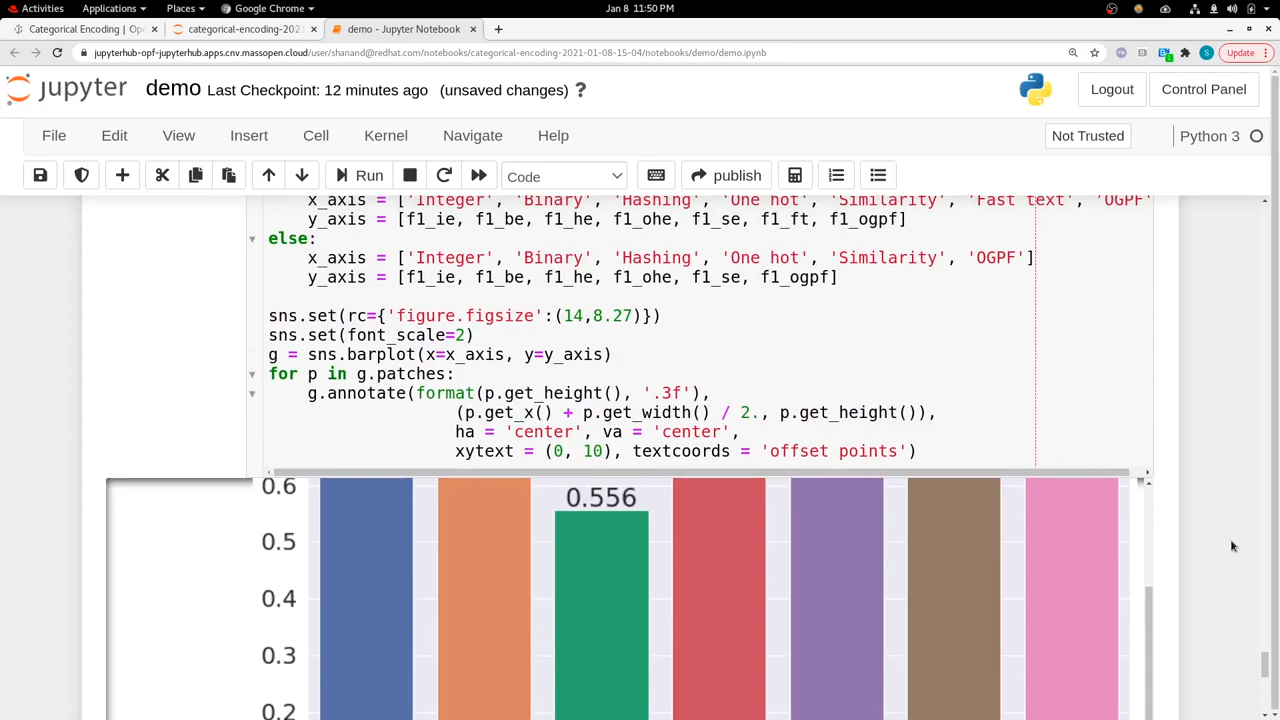 Activities Applications Places Google Chrome Jan 8 11:50 PM
Categorical Encoding | Op categorical-encoding-202 demo - Jupyter Notebook
jupyterhub-opf-jupyterhub.apps.cnv.massopen.cloud/user/shanand@redhat.com/notebooks/categorical-encoding-2021-01-08-15-04/notebooks/demo/demo.ipynb Update
jupyter demo Last Checkpoint: 12 minutes ago (unsaved changes) Logout Control Panel
File Edit View Insert Cell Kernel Navigate Help Not Trusted Python 3
Run Code publish
x_axis = ['Integer', 'Binary', 'Hashing', 'One hot', 'Similarity', 'Fast text', 'OGPF'
y_axis = [f1_ie, f1_be, f1_he, f1_ohe, f1_se, f1_ft, f1_ogpf]
else:
x_axis = ['Integer', 'Binary', 'Hashing', 'One hot', 'Similarity', 'OGPF']
y_axis = [f1_ie, f1_be, f1_he, f1_ohe, f1_se, f1_ogpf]
sns.set(rc={'figure.figsize':(14,8.27)})
sns.set(font_scale=2)
g = sns.barplot(x=x_axis, y=y_axis)
for p in g.patches:
g.annotate(format(p.get_height(), '.3f'),
(p.get_x() + p.get_width() / 2., p.get_height()),
ha = 'center', va = 'center',
xytext = (0, 10), textcoords = 'offset points')
0.6
0.556
0.5
0.4
0.3
0.2